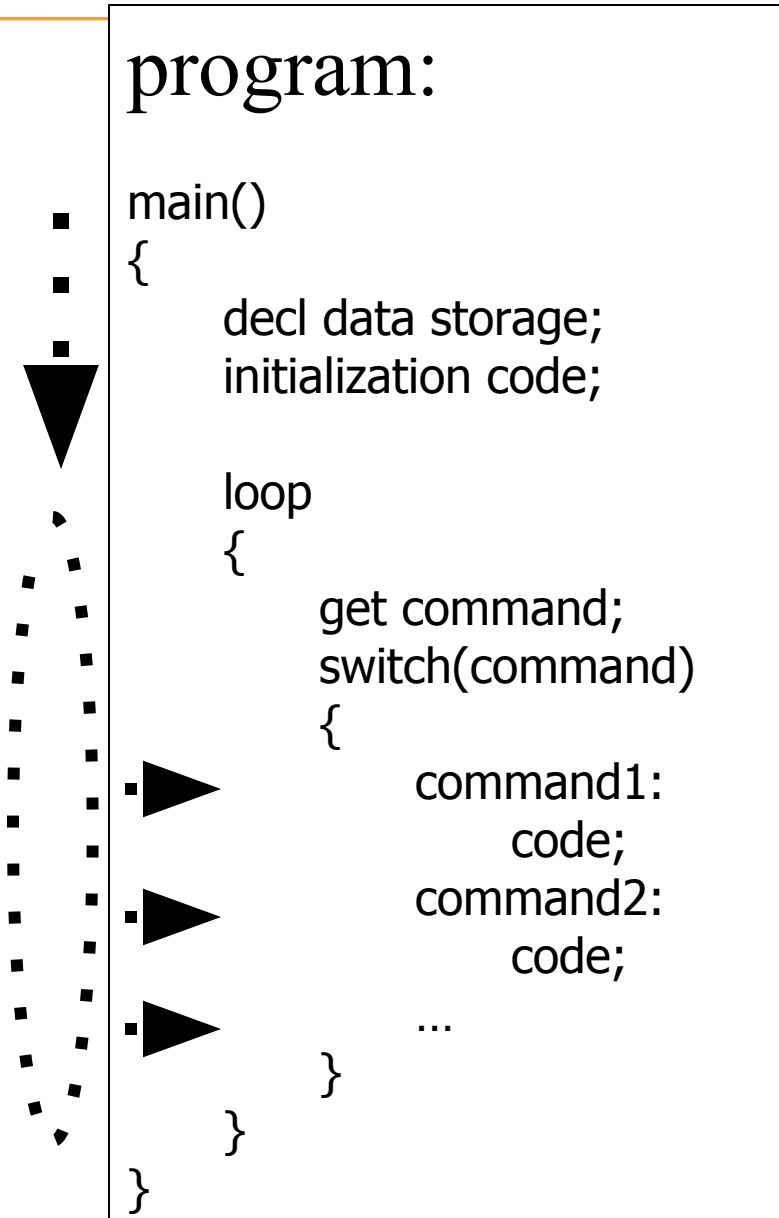 program:
main()
{
decl data storage;
initialization code;
loop
{
get command;
switch(command)
{
command1:
code;
command2:
code;
…
}
}
}